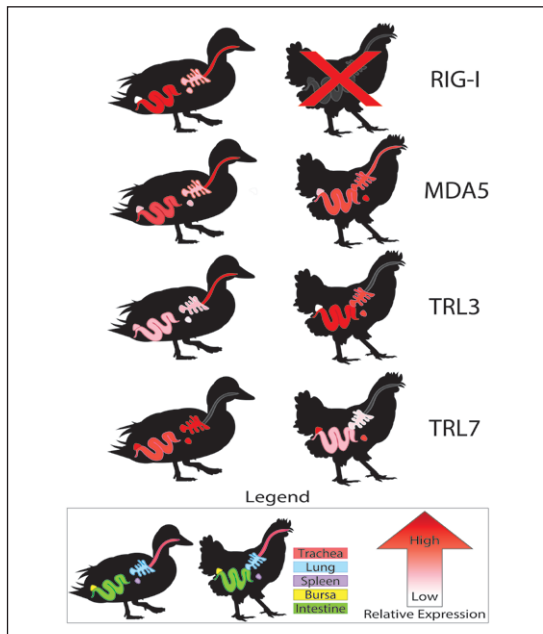 RIG-I
MDA5
TRL3
TRL7
Legend
Trachea
Lung
Spleen
Bursa
Intestine
High
Low
Relative Expression